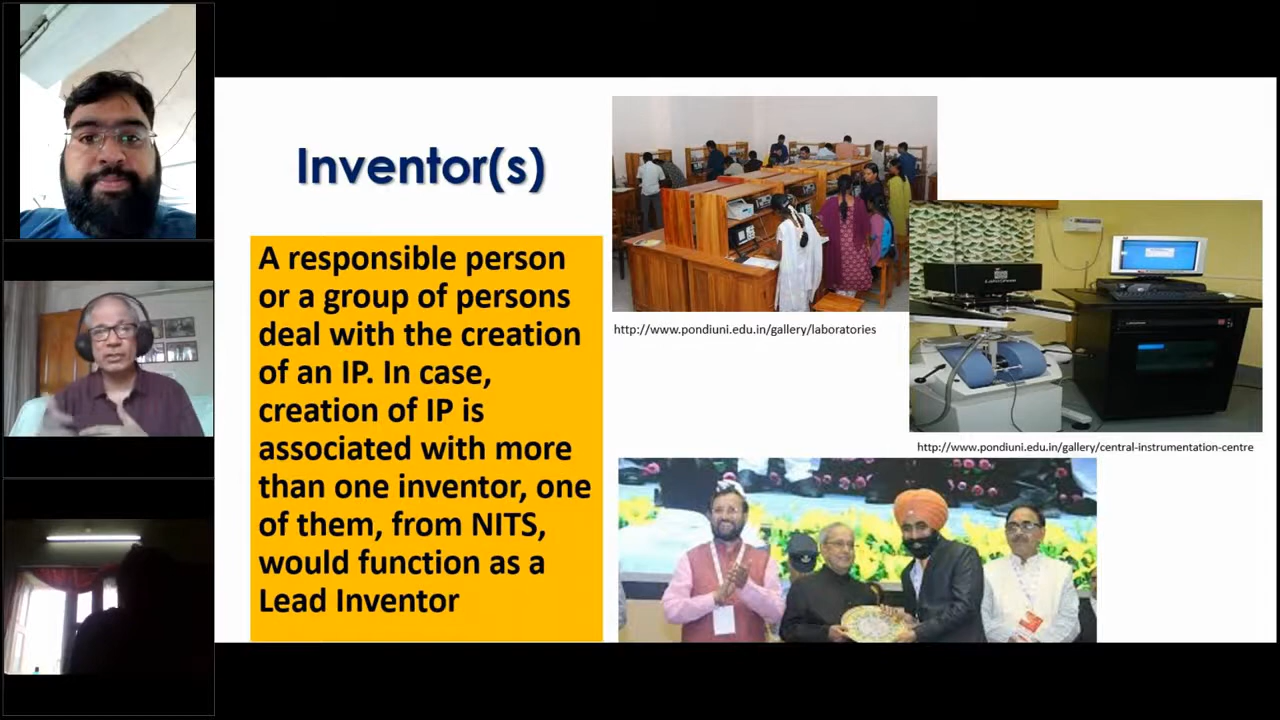 Inventor(s)
A responsible person
or a group of persons
deal with the creation
of an IP. In case,
creation of IP is
associated with more
than one inventor, one
of them, from NITS,
would function as a
Lead Inventor
http://www.pondiuni.edu.in/gallery/laboratories
http://www.pondiuni.edu.in/gallery/central-instrumentation-centre